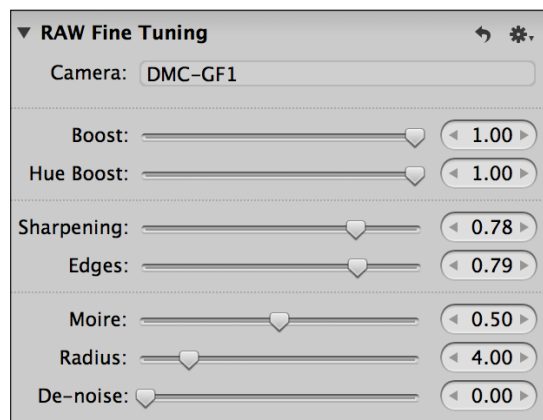 RAW Fine Tuning
Camera: DMC-GF1
Boost: 1.00
Hue Boost: 1.00
Sharpening: 0.78
Edges: 0.79
Moire: 0.50
Radius: 4.00
De-noise: 0.00